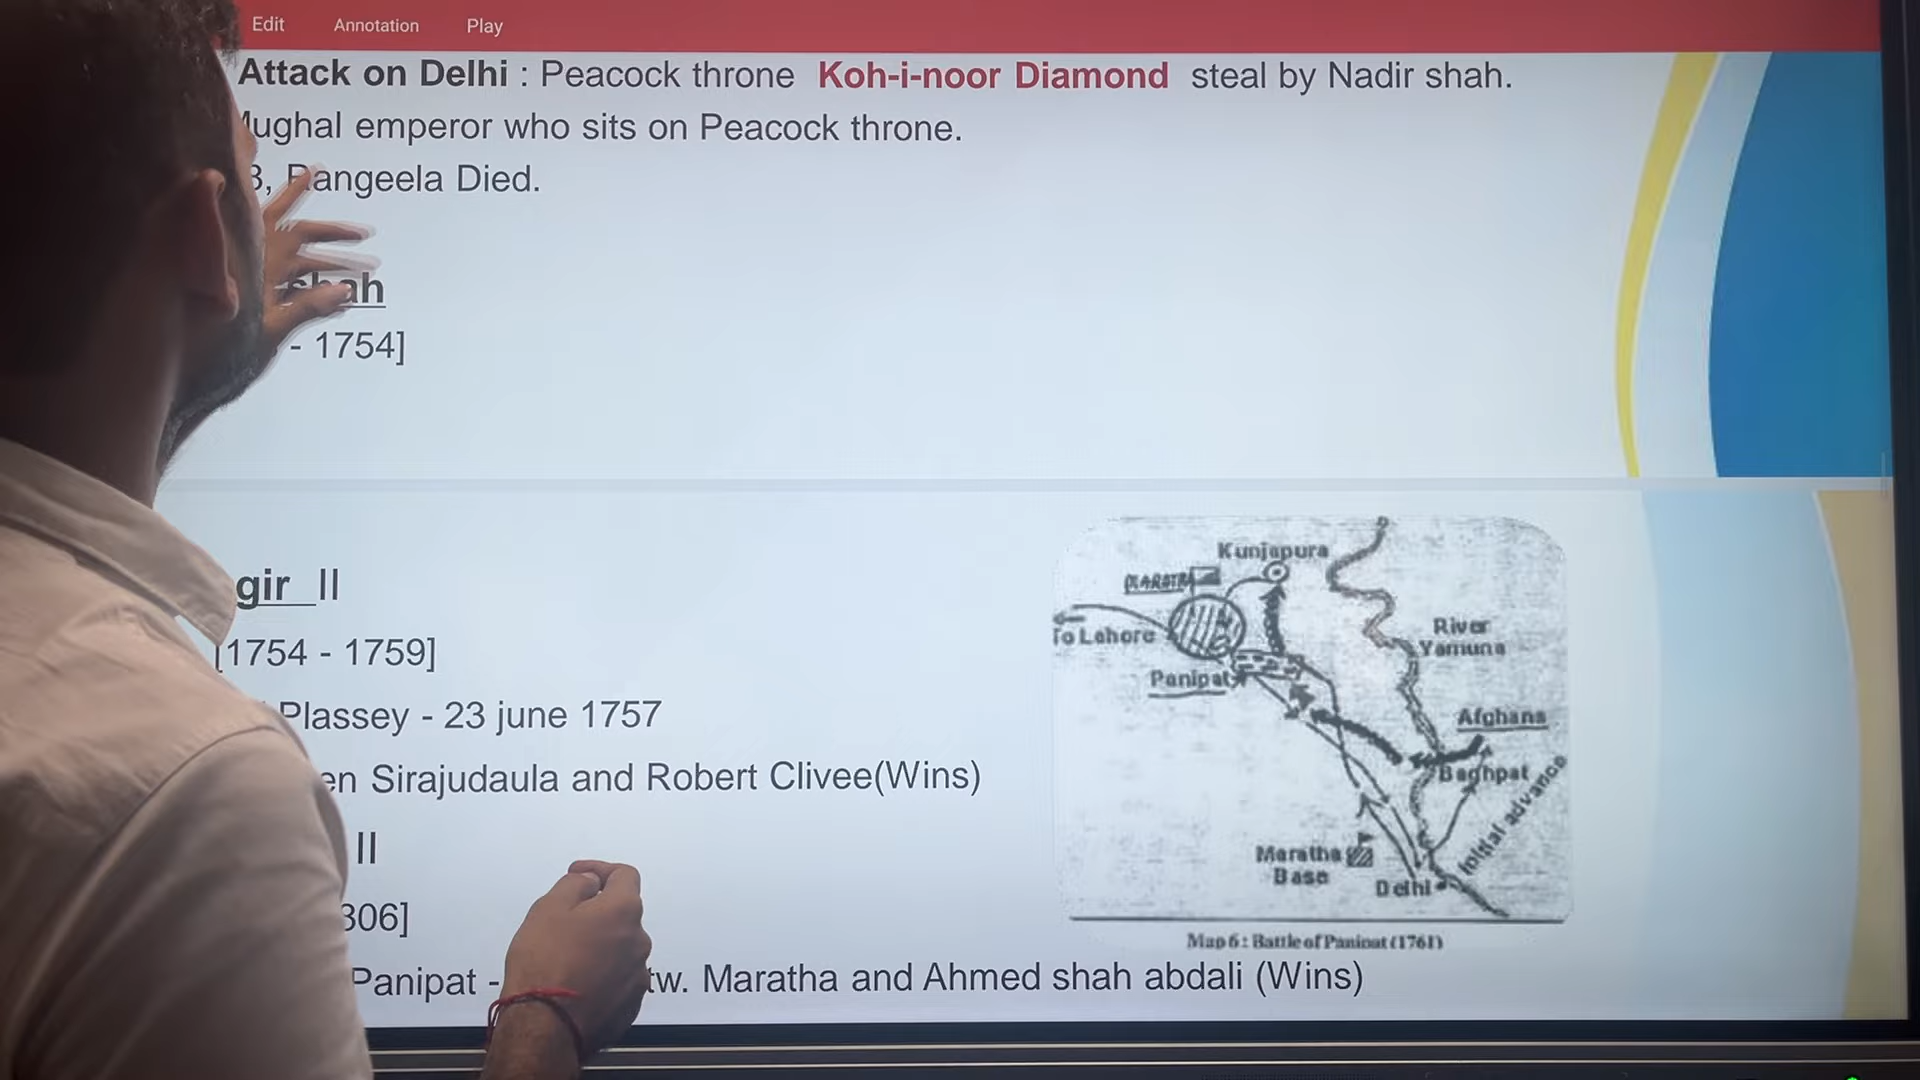 Edit Annotation Play
Attack on Delhi : Peacock throne Koh-i-noor Diamond steal by Nadir shah.
ughal emperor who sits on Peacock throne.
3, Rangeela Died.
shah
- 1754]
gir II
[1754 - 1759]
Plassey - 23 june 1757
en Sirajudaula and Robert Clivee(Wins)
II
306]
Panipat - tw. Maratha and Ahmed shah abdali (Wins)
Kunjapura
To Lahore
Panipat
River
Yamuna
Afghans
Baghpat
Initial advance
Maratha
Base
Delhi
Map 6 : Battle of Panipat (1761)